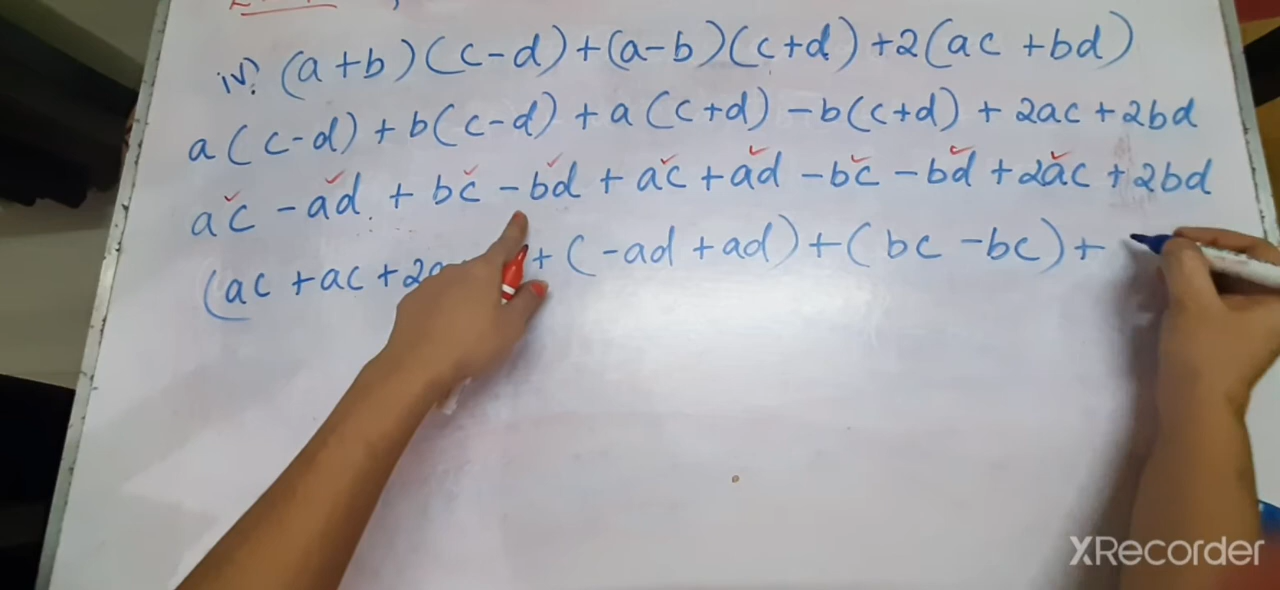 iv) (a+b)(c-d)+(a-b)(c+d)+2(ac+bd)
a(c-d)+b(c-d)+a(c+d)-b(c+d)+2ac+2bd
ac-ad+bc-bd+ac+ad-bc-bd+2ac+2bd
(ac+ac+2a +(-ad+ad)+(bc-bc)+
XRecorder